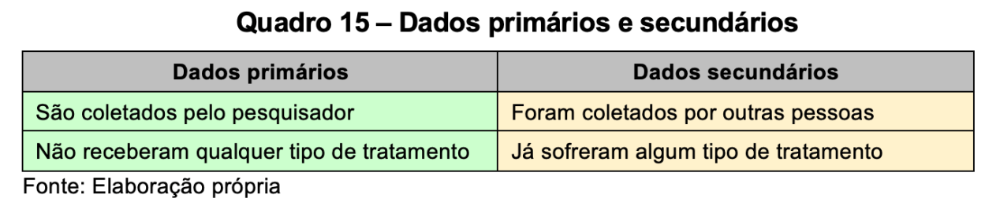 Quadro 15 – Dados primários e secundários
Dados primários
Dados secundários
São coletados pelo pesquisador
Foram coletados por outras pessoas
Não receberam qualquer tipo de tratamento
Já sofreram algum tipo de tratamento
Fonte: Elaboração própria